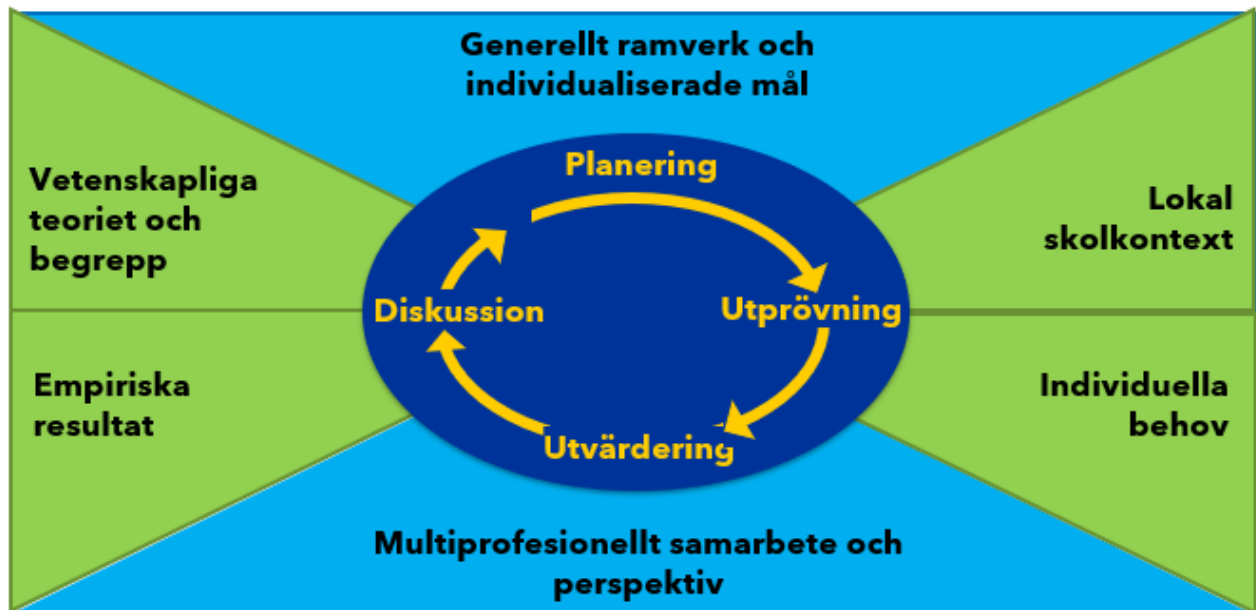 Generellt ramverk och
individualiserade mål
Vetenskapliga
teoriet och
begrepp
Planering
Lokal
skolkontext
Diskussion
Utprövning
Empiriska
resultat
Individuella
behov
Utvärdering
Multiprofesionellt samarbete och
perspektiv